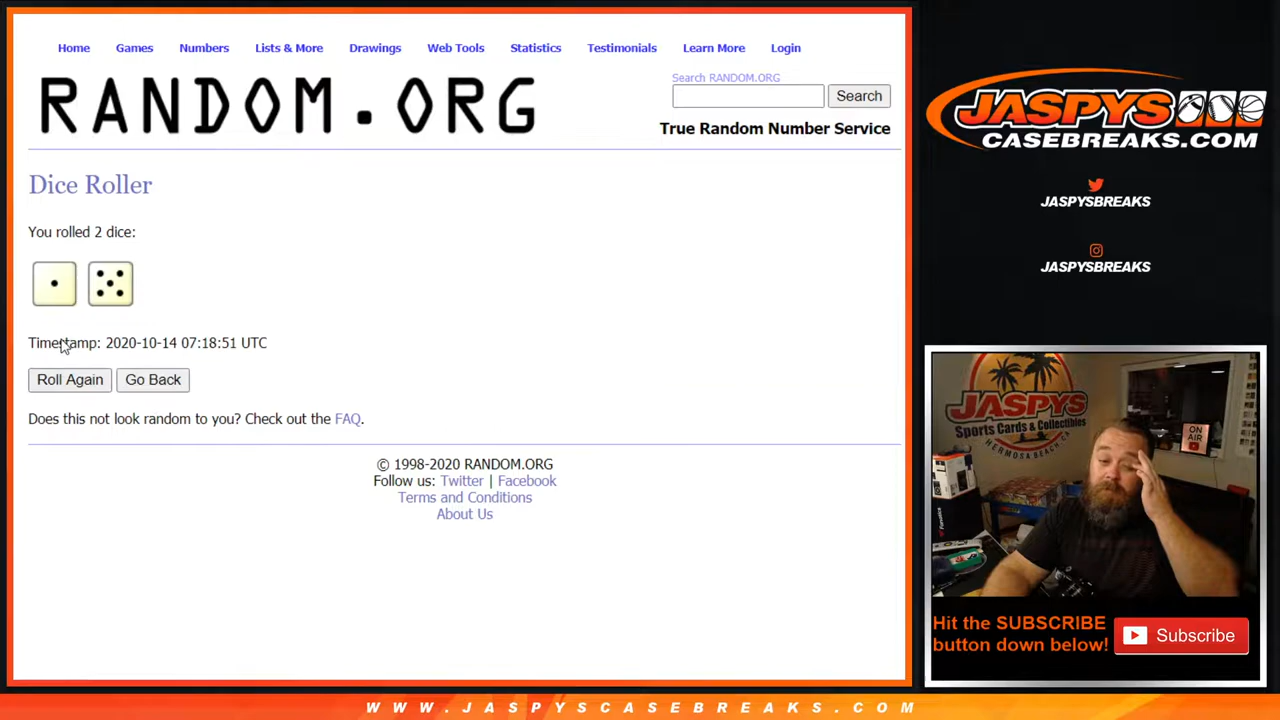 Home Games Numbers Lists & More Drawings Web Tools Statistics Testimonials Learn More Login
RANDOM.ORG
Search RANDOM.ORG
Search
True Random Number Service
Dice Roller
You rolled 2 dice:
Timestamp: 2020-10-14 07:18:51 UTC
Roll Again Go Back
Does this not look random to you? Check out the FAQ.
© 1998-2020 RANDOM.ORG
Follow us: Twitter | Facebook
Terms and Conditions
About Us
JASPYS
CASEBREAKS.COM
JASPYSBREAKS
JASPYSBREAKS
JASPYS
Sports Cards & Collectibles
HERMOSA BEACH, CA
ON
AIR
Fanatics
Hit the SUBSCRIBE
button down below!
Subscribe
WWW.JASPYSCASEBREAKS.COM